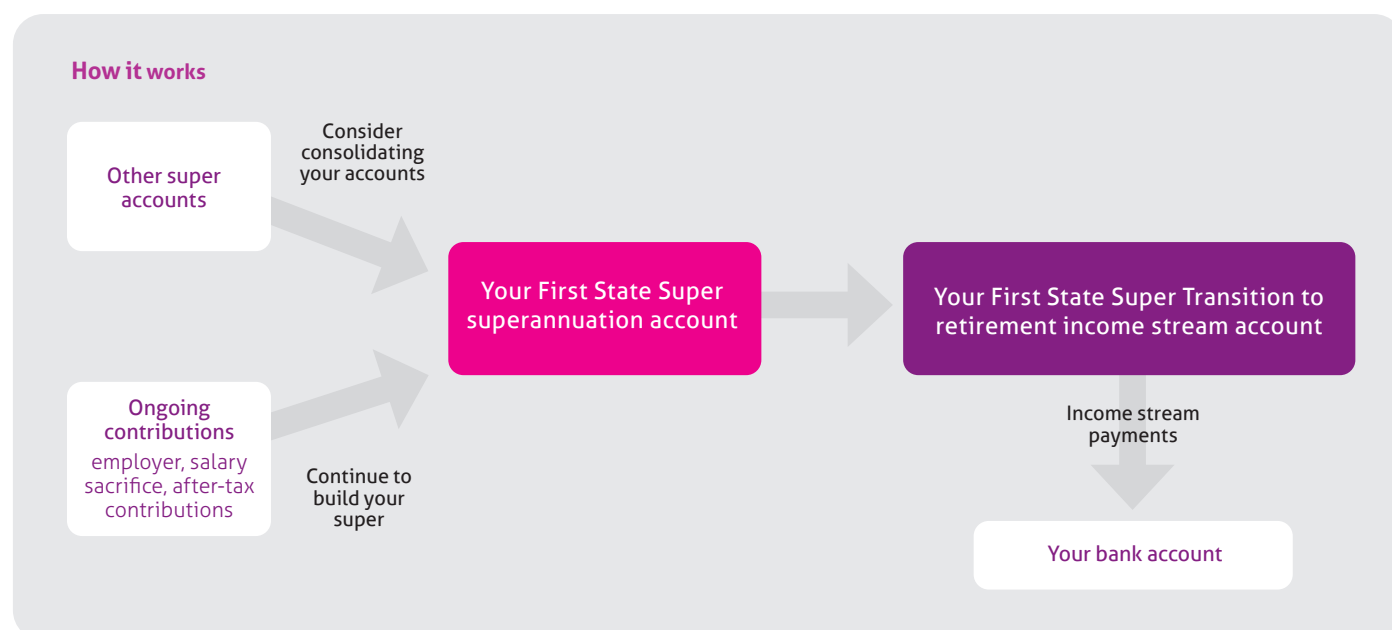 How it works
Other super
accounts
Consider
consolidating
your accounts
Ongoing
contributions
employer, salary
sacrifice, after-tax
contributions
Continue to
build your
super
Your First State Super
superannuation account
Your First State Super Transition to
retirement income stream account
Income stream
payments
Your bank account